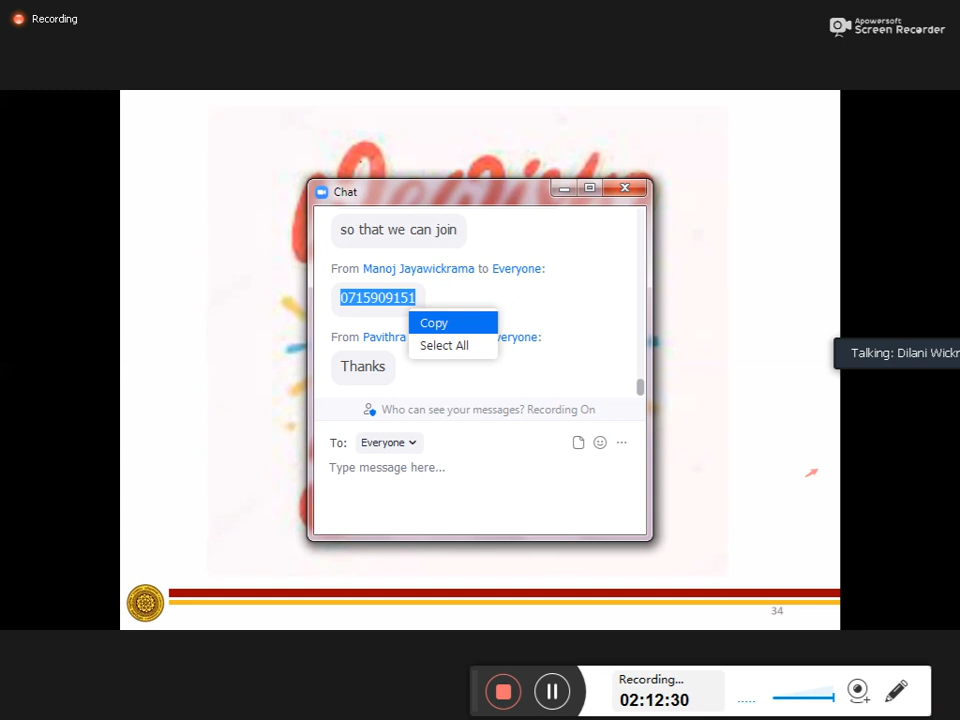 Recording
Apowersoft
Screen Recorder
Chat
so that we can join
From Manoj Jayawickrama to Everyone:
0715909151
Copy
From Pavithra
Select All
Thanks
Talking: Dilani
Who can see your messages? Recording On
To: Everyone
Type message here...
34
Recording...
02:12:30